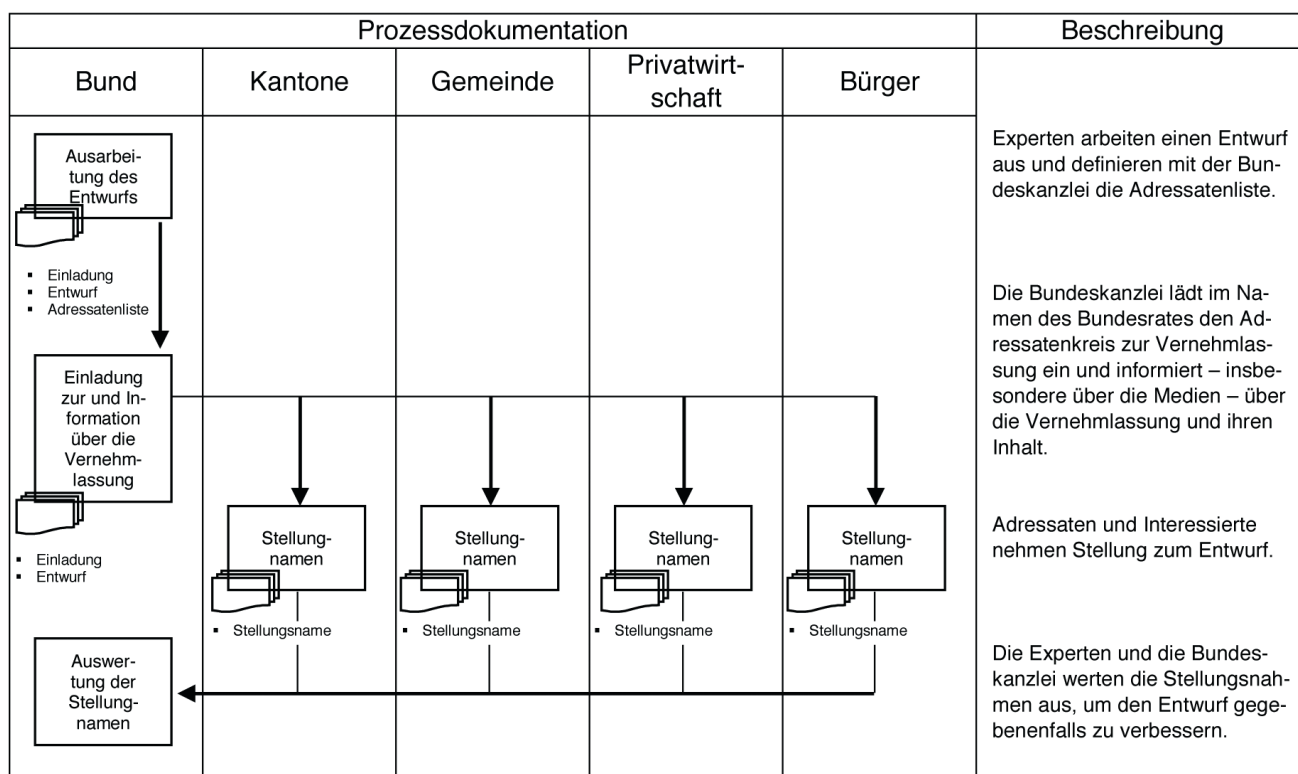 Prozessdokumentation
Beschreibung
Bund
Kantone
Gemeinde
Privatwirt-
schaft
Bürger
Ausarbei-
tung des
Entwurfs
▪ Einladung
▪ Entwurf
▪ Adressatenliste
Experten arbeiten einen Entwurf
aus und definieren mit der Bun-
deskanzlei die Adressatenliste.
Einladung
zur und In-
formation
über die
Vernehm-
lassung
▪ Einladung
▪ Entwurf
Die Bundeskanzlei lädt im Na-
men des Bundesrates den Ad-
ressatenkreis zur Vernehmlas-
sung ein und informiert – insbe-
sondere über die Medien – über
die Vernehmlassung und ihren
Inhalt.
Stellung-
namen
▪ Stellungsname
Stellung-
namen
▪ Stellungsname
Stellung-
namen
▪ Stellungsname
Stellung-
namen
▪ Stellungsname
Adressaten und Interessierte
nehmen Stellung zum Entwurf.
Auswer-
tung der
Stellung-
namen
Die Experten und die Bundes-
kanzlei werten die Stellungsnah-
men aus, um den Entwurf gege-
benenfalls zu verbessern.